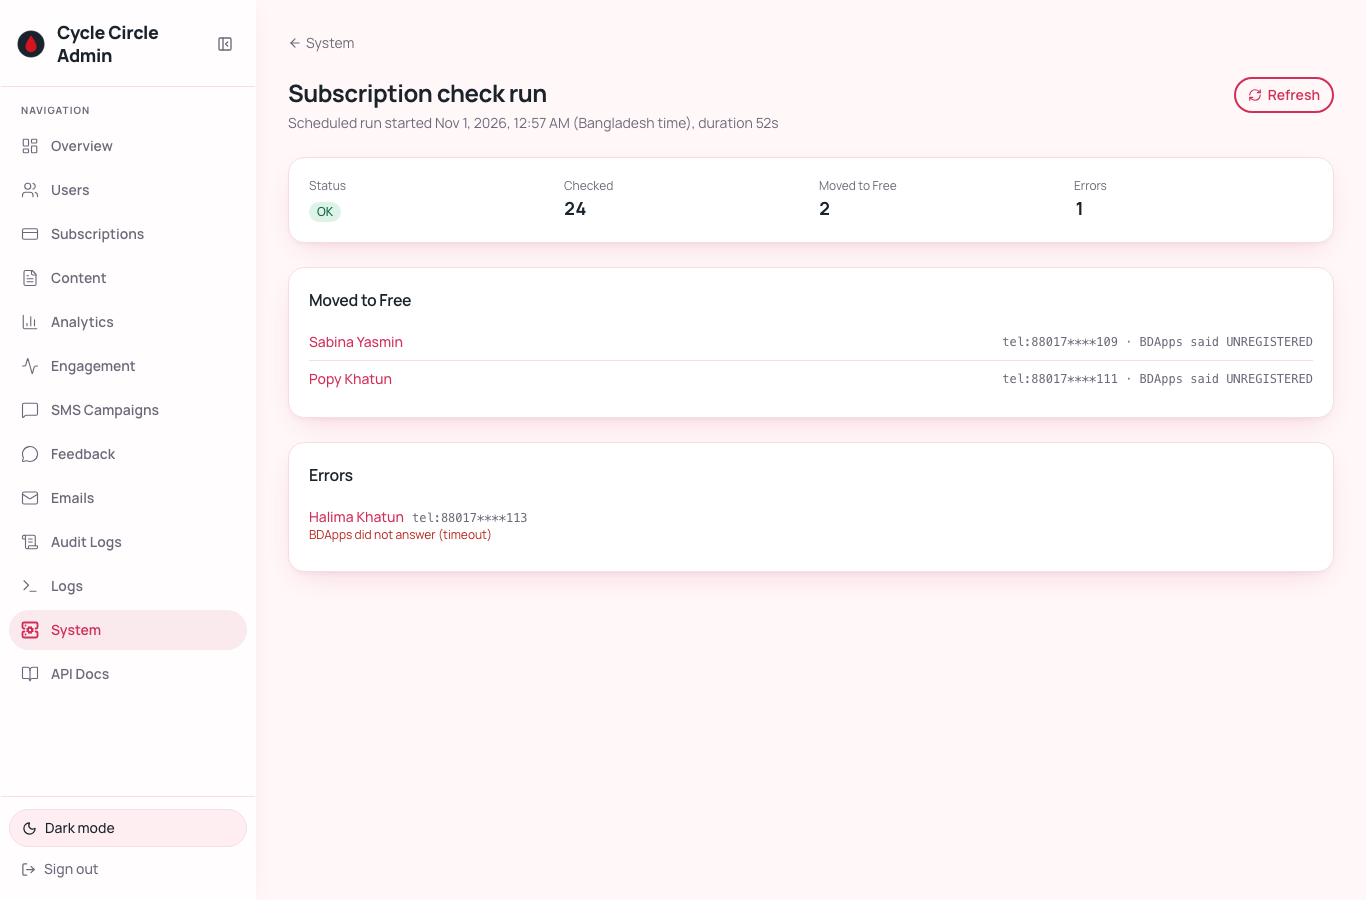 Cycle Circle
Admin
NAVIGATION
Overview
Users
Subscriptions
Content
Analytics
Engagement
SMS Campaigns
Feedback
Emails
Audit Logs
Logs
System
API Docs
Dark mode
Sign out
System
Subscription check run
Refresh
Scheduled run started Nov 1, 2026, 12:57 AM (Bangladesh time), duration 52s
Status Checked Moved to Free Errors
OK 24 2 1
Moved to Free
Sabina Yasmin tel:88017****109 · BDApps said UNREGISTERED
Popy Khatun tel:88017****111 · BDApps said UNREGISTERED
Errors
Halima Khatun tel:88017****113
BDApps did not answer (timeout)